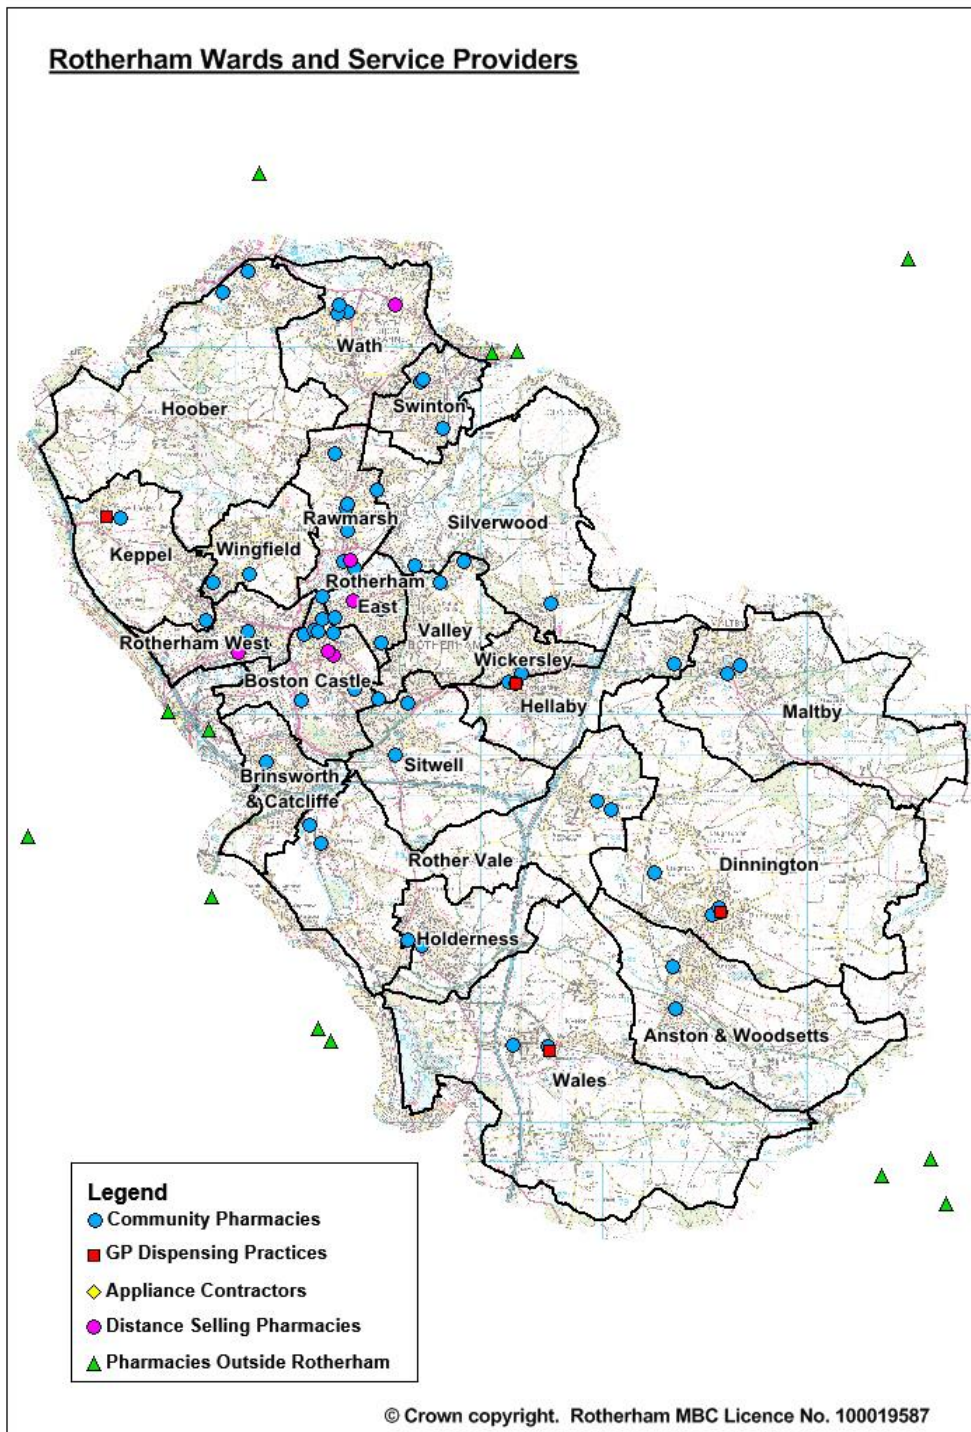 Rotherham Wards and Service Providers
Wath
Swinton
Hoober
Rawmarsh
Silverwood
Keppel
Wingfield
Rotherham
East
Valley
Rotherham West
Wickersley
Boston Castle
Hellaby
Maltby
Sitwell
Brinsworth
& Catcliffe
Rother Vale
Dinnington
Holderness
Anston & Woodsetts
Wales
Legend
Community Pharmacies
GP Dispensing Practices
Appliance Contractors
Distance Selling Pharmacies
Pharmacies Outside Rotherham
© Crown copyright. Rotherham MBC Licence No. 100019587